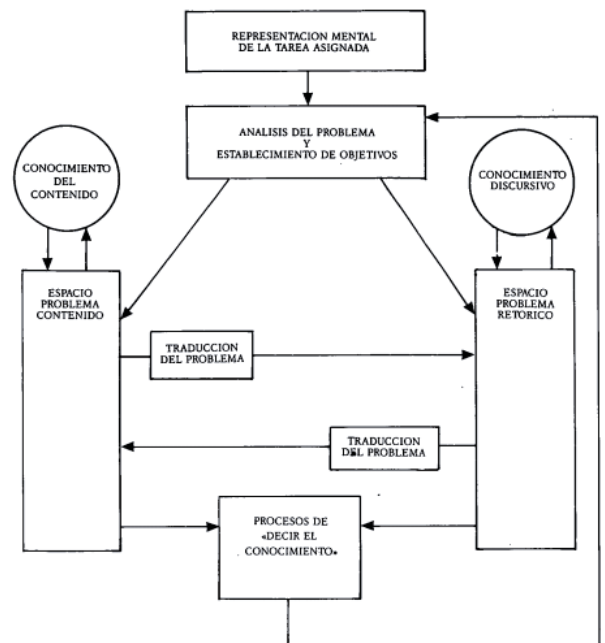 REPRESENTACION MENTAL
DE LA TAREA ASIGNADA
ANALISIS DEL PROBLEMA
Y
ESTABLECIMIENTO DE OBJETIVOS
CONOCIMIENTO
DEL
CONTENIDO
CONOCIMIENTO
DISCURSIVO
ESPACIO
PROBLEMA
CONTENIDO
ESPACIO
PROBLEMA
RETORICO
TRADUCCION
DEL PROBLEMA
TRADUCCION
DEL PROBLEMA
PROCESOS DE
«DECIR EL
CONOCIMIENTO»